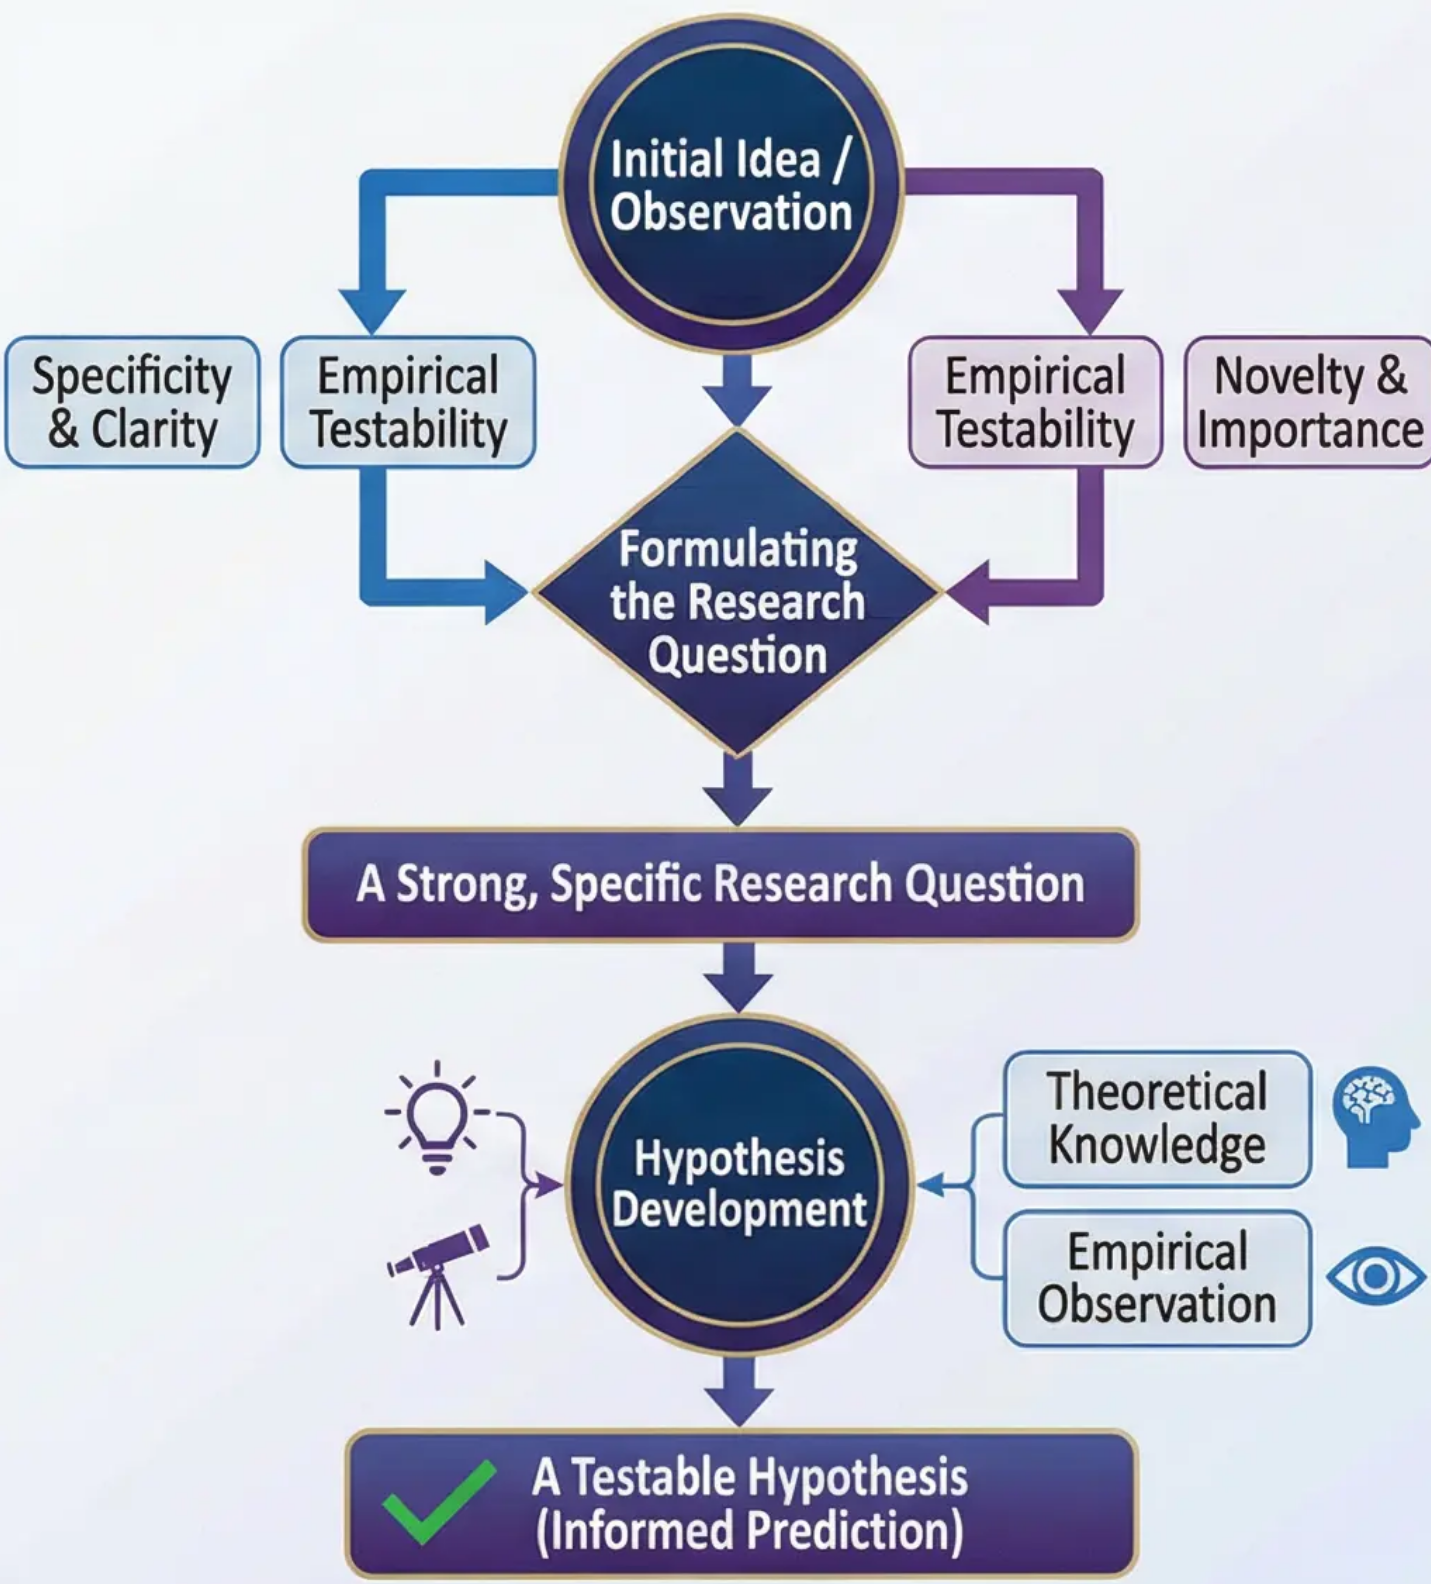 Initial Idea /
Observation
Specificity
& Clarity
Empirical
Testability
Empirical
Testability
Novelty &
Importance
Formulating
the Research
Question
A Strong, Specific Research Question
Hypothesis
Development
Theoretical
Knowledge
Empirical
Observation
A Testable Hypothesis
(Informed Prediction)